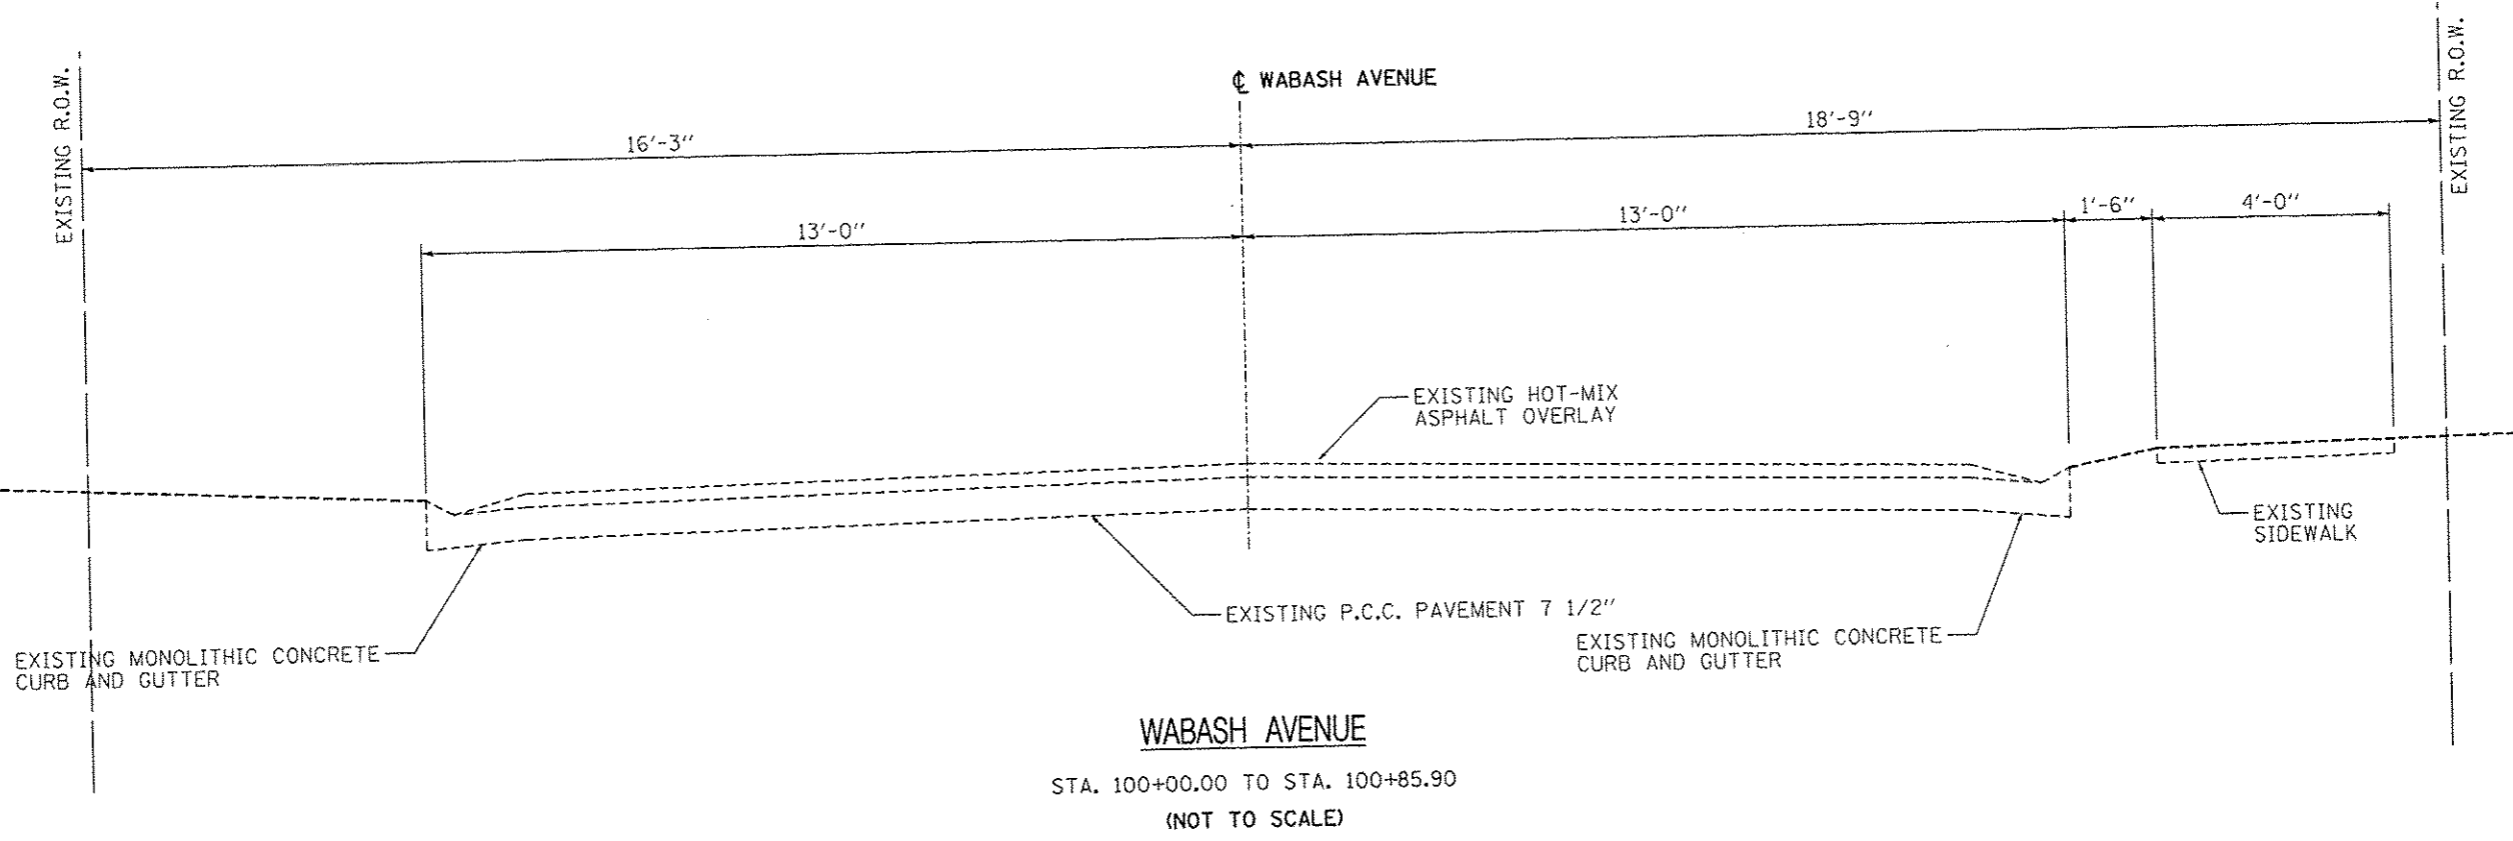 ℄ WABASH AVENUE
EXISTING R.O.W.
EXISTING R.O.W.
16'-3"
18'-9"
13'-0"
13'-0"
1'-6"
4'-0"
EXISTING HOT-MIX
ASPHALT OVERLAY
EXISTING
SIDEWALK
EXISTING P.C.C. PAVEMENT 7 1/2"
EXISTING MONOLITHIC CONCRETE
CURB AND GUTTER
EXISTING MONOLITHIC CONCRETE
CURB AND GUTTER
WABASH AVENUE
STA. 100+00.00 TO STA. 100+85.90
(NOT TO SCALE)